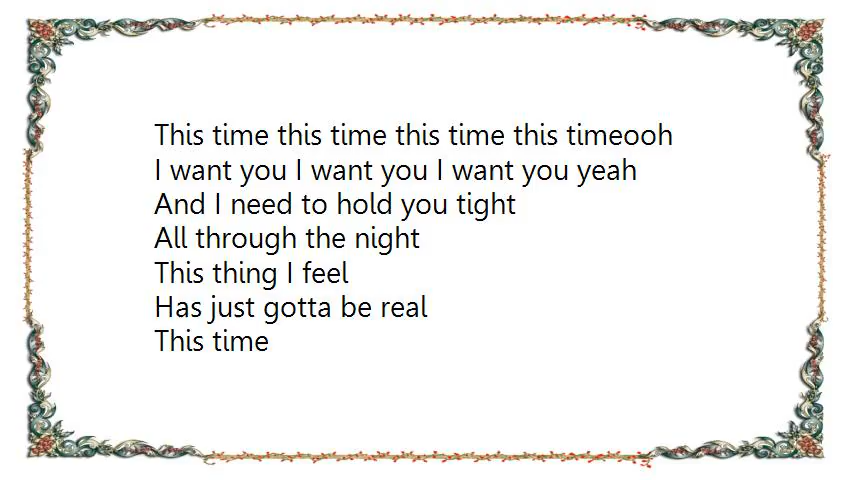 This time this time this time this timeooh
I want you I want you I want you yeah
And I need to hold you tight
All through the night
This thing I feel
Has just gotta be real
This time